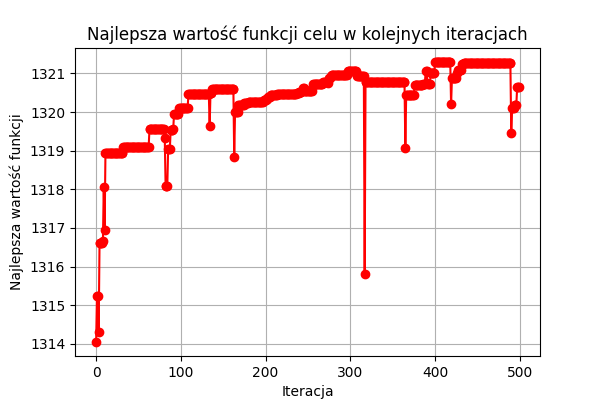 Najlepsza wartość funkcji celu w kolejnych iteracjach
Najlepsza wartość funkcji
1321
1320
1319
1318
1317
1316
1315
1314
0 100 200 300 400 500
Iteracja